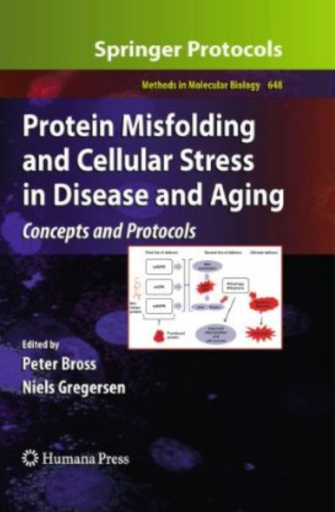 Springer Protocols
Methods in Molecular Biology 648
Protein Misfolding
and Cellular Stress
in Disease and Aging
Concepts and Protocols
Edited by
Peter Bross
Niels Gregersen
Humana Press